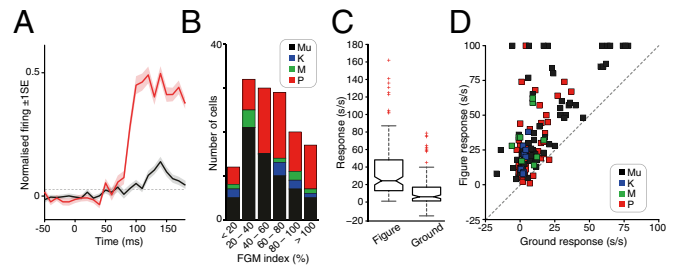 A
Normalised firing ±1SE
0.5
0
-50
0
50
100
150
Time (ms)
B
Number of cells
40
0
Mu
K
M
P
< 20
20 – 40
40 – 60
60 – 80
80 – 100
> 100
FGM index (%)
C
Response (s/s)
180
160
140
120
100
80
60
40
20
0
-20
Figure
Ground
D
Figure response (s/s)
100
75
50
25
0
-25
Mu
K
M
P
-25
0
25
50
75
100
Ground response (s/s)